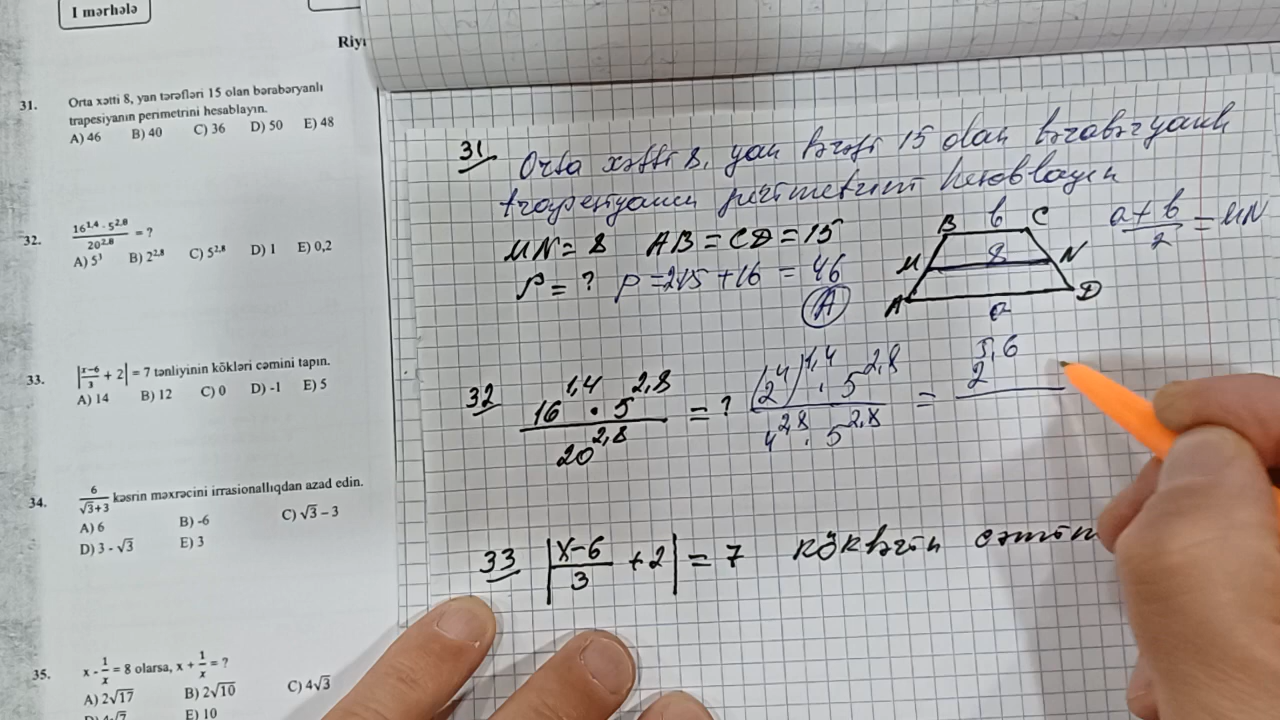 I mərhələ
Riyı
31. Orta xətti 8, yan tərəfləri 15 olan bərabəryanlı
trapesiyanın perimetrini hesablayın.
A) 46 B) 40 C) 36 D) 50 E) 48
32. 16^1,4 · 5^2,8 / 20^2,8 = ?
A) 5^3 B) 2^2,8 C) 5^2,8 D) 1 E) 0,2
33. |x−6/3 + 2| = 7 tənliyinin kökləri cəmini tapın.
A) 14 B) 12 C) 0 D) -1 E) 5
34. 6/√3+3 kəsrin məxrəcini irrasionallıqdan azad edin.
A) 6 B) -6 C) √3 – 3
D) 3 - √3 E) 3
35. x - 1/x = 8 olarsa, x + 1/x = ?
A) 2√17 B) 2√10 C) 4√3
D) 4√7 E) 10
31 Orta xətti 8, yan tərəfi 15 olan bərabəryanlı
trapesiyanın perimetrini hesablayın
MN = 8 AB = CD = 15
P = ? P = 2·15 + 16 = 46
A
B b C
M 8 N
A a D
a + b / 2 = MN
32 16^1,4 · 5^2,8 / 20^2,8 = ? (2^4)^1,4 · 5^2,8 / 4^2,8 · 5^2,8 = 2^5,6
33 |x−6/3 + 2| = 7 köklərin cəmin